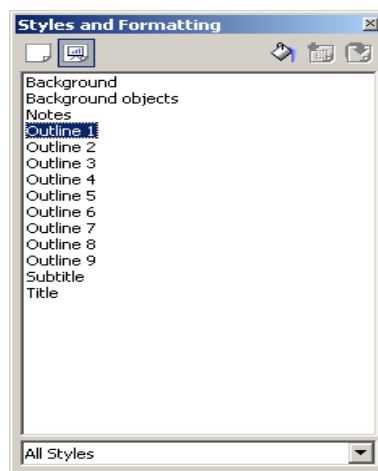 Styles and Formatting
Background
Background objects
Notes
Outline 1
Outline 2
Outline 3
Outline 4
Outline 5
Outline 6
Outline 7
Outline 8
Outline 9
Subtitle
Title
All Styles